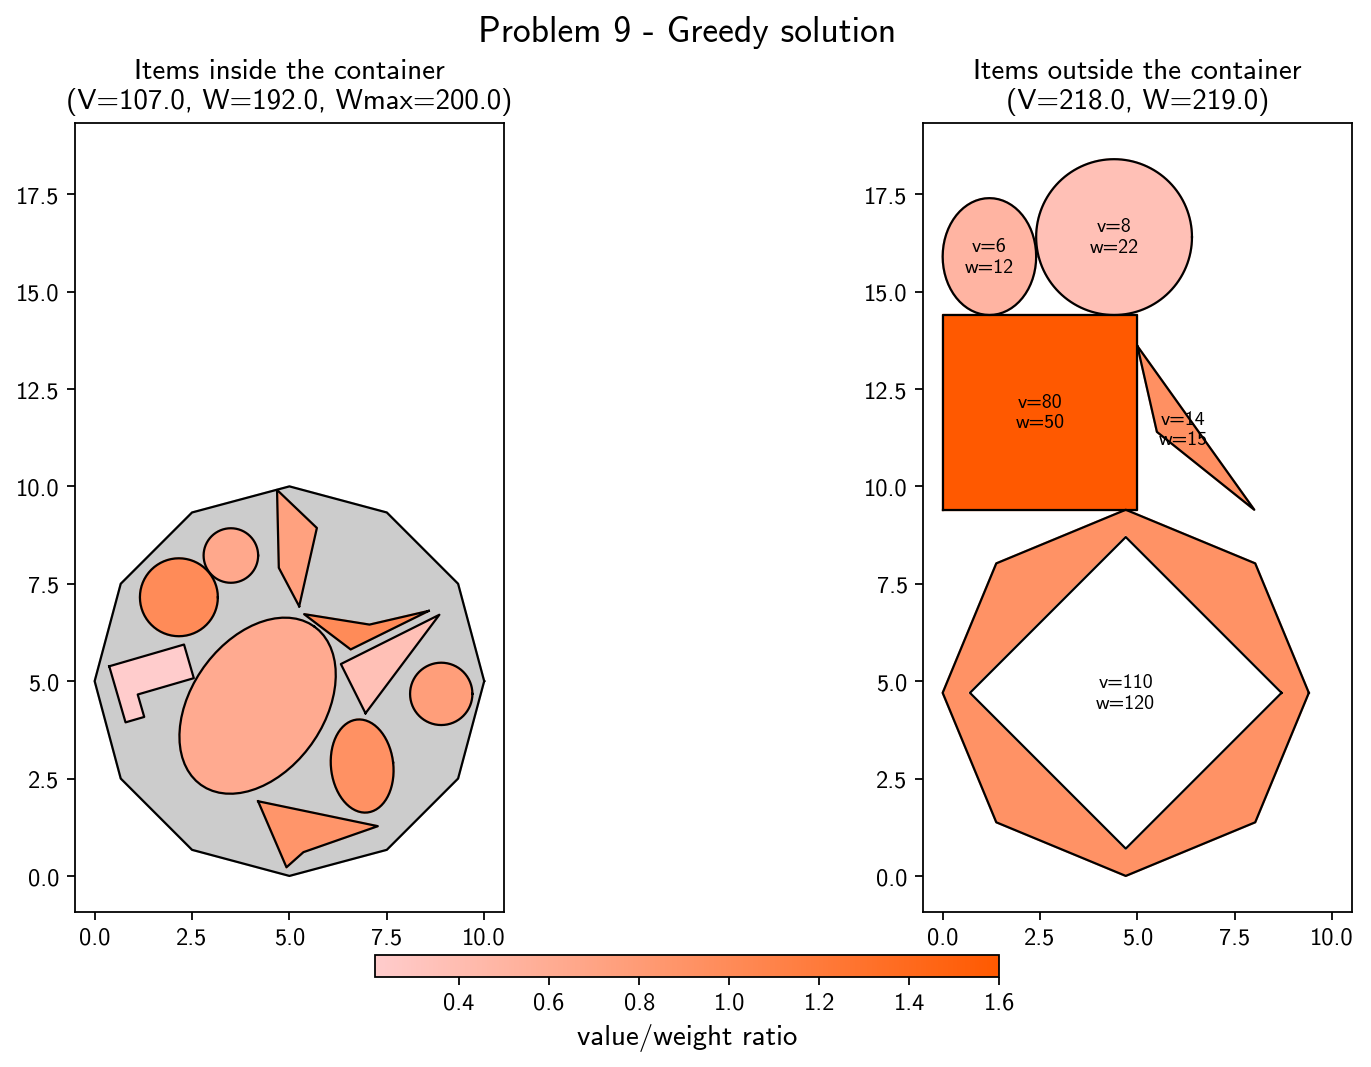 Problem 9 - Greedy solution
Items inside the container
(V=107.0, W=192.0, Wmax=200.0)
Items outside the container
(V=218.0, W=219.0)
17.5
15.0
12.5
10.0
7.5
5.0
2.5
0.0
0.0 2.5 5.0 7.5 10.0
17.5
15.0
12.5
10.0
7.5
5.0
2.5
0.0
0.0 2.5 5.0 7.5 10.0
v=6
w=12
v=8
w=22
v=80
w=50
v=14
w=15
v=110
w=120
0.4 0.6 0.8 1.0 1.2 1.4 1.6
value/weight ratio